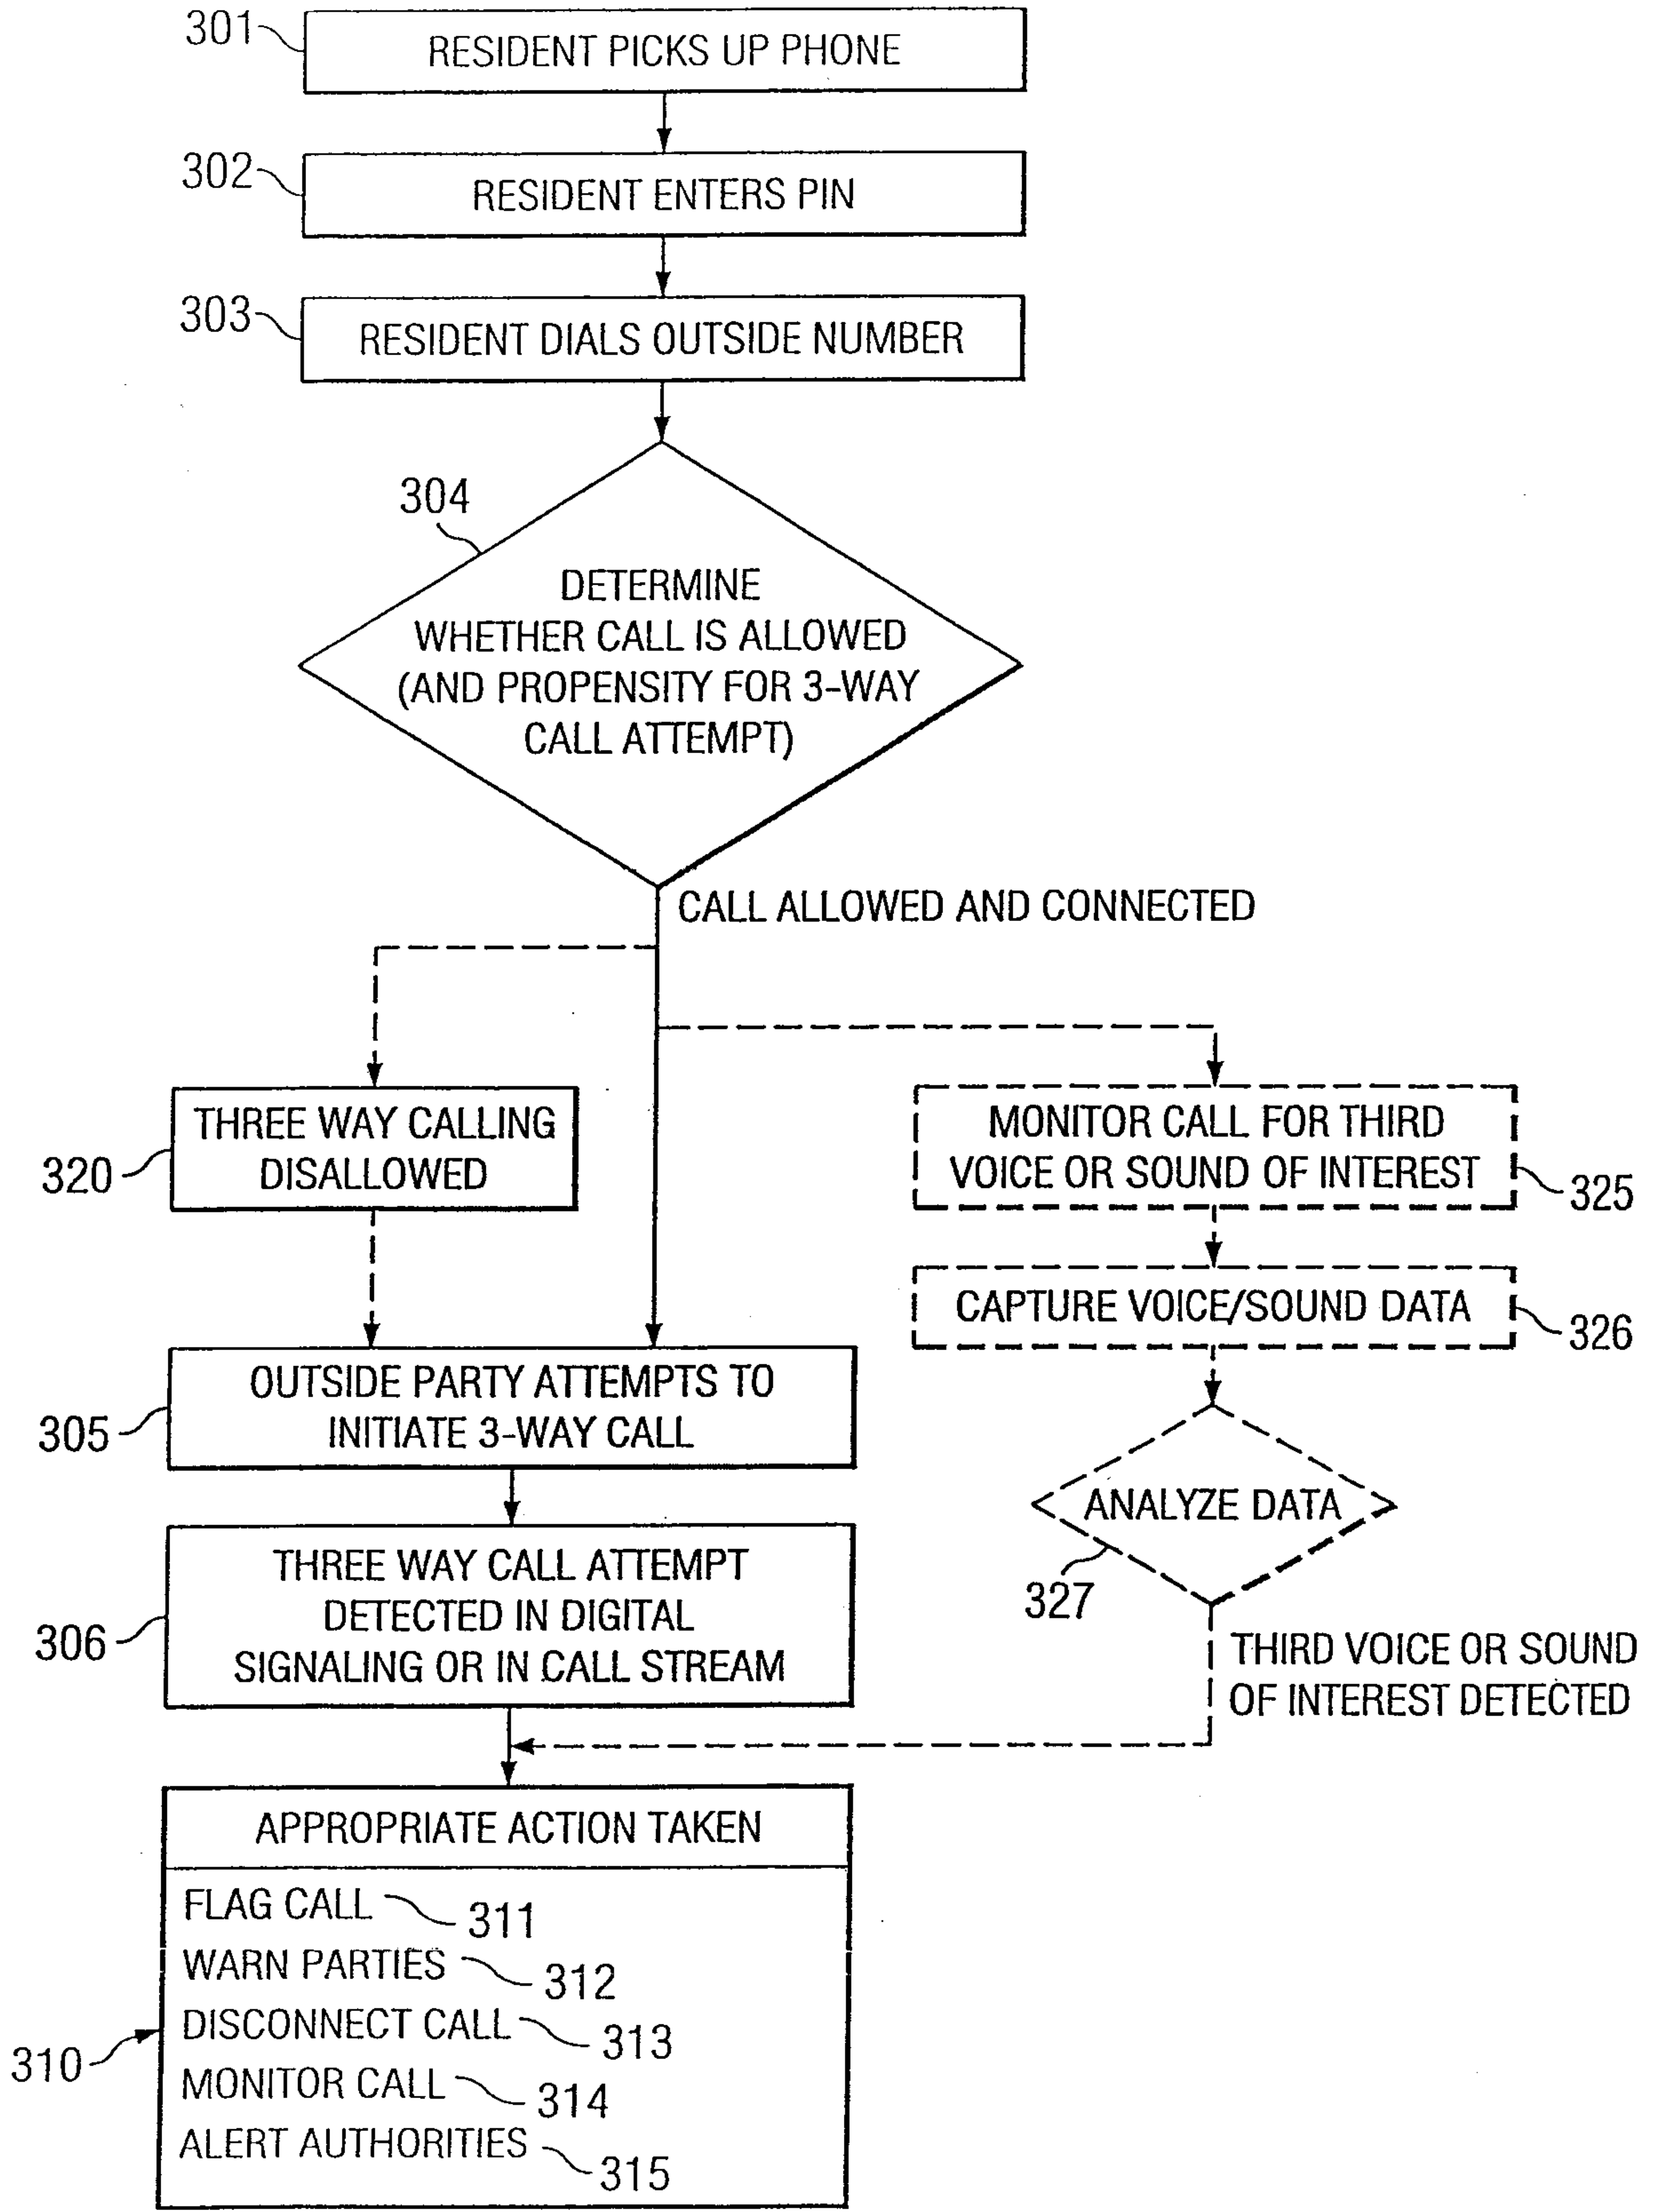 301
RESIDENT PICKS UP PHONE
302
RESIDENT ENTERS PIN
303
RESIDENT DIALS OUTSIDE NUMBER
304
DETERMINE
WHETHER CALL IS ALLOWED
(AND PROPENSITY FOR 3-WAY
CALL ATTEMPT)
CALL ALLOWED AND CONNECTED
THREE WAY CALLING
DISALLOWED
320
MONITOR CALL FOR THIRD
VOICE OR SOUND OF INTEREST
325
CAPTURE VOICE/SOUND DATA
326
OUTSIDE PARTY ATTEMPTS TO
INITIATE 3-WAY CALL
305
ANALYZE DATA
327
THREE WAY CALL ATTEMPT
DETECTED IN DIGITAL
SIGNALING OR IN CALL STREAM
306
THIRD VOICE OR SOUND
OF INTEREST DETECTED
APPROPRIATE ACTION TAKEN
FLAG CALL 311
WARN PARTIES 312
DISCONNECT CALL 313
310
MONITOR CALL 314
ALERT AUTHORITIES 315